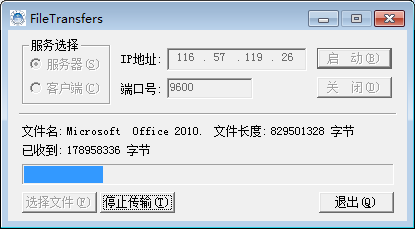 FileTransfers
服务选择
服务器(S)
IP地址: 116 . 57 . 119 . 26
启 动(B)
客户端(C)
端口号: 9600
关 闭(D)
文件名: Microsoft Office 2010. 文件长度: 829501328 字节
已收到: 178958336 字节
选择文件(F)
停止传输(T)
退出(Q)